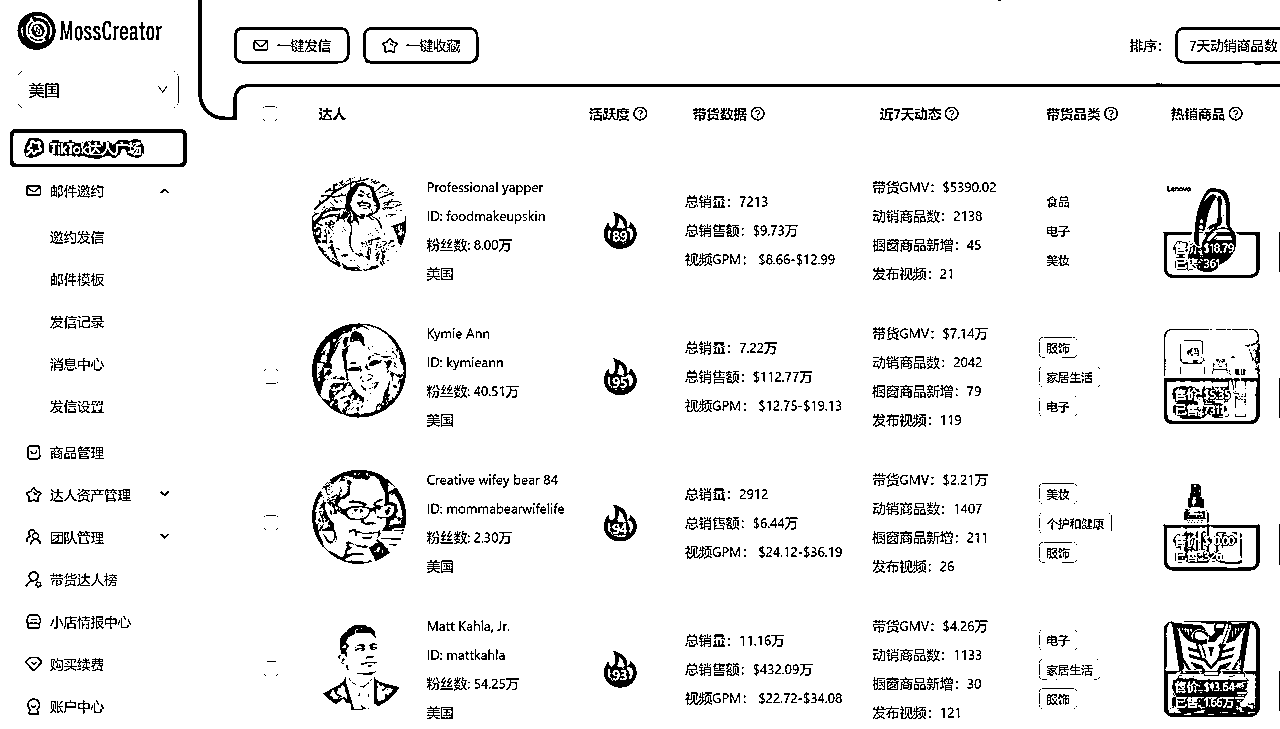 MossCreator
美国
TikTok达人广场
邮件邀约
邀约发信
邮件模板
发信记录
消息中心
发信设置
商品管理
达人资产管理
团队管理
带货达人榜
小店情报中心
购买续费
账户中心
一键发信 一键收藏 排序： 7天动销商品数
达人 活跃度 带货数据 近7天动态 带货品类 热销商品
Professional yapper
ID: foodmakeupskin
粉丝数: 8.00万
美国
89
总销量：7213
总销售额：$9.73万
视频GPM： $8.66-$12.99
带货GMV：$5390.02
动销商品数：2138
橱窗商品新增：45
发布视频：21
食品
电子
美妆
Lenovo
售价:$18.79
已售:361
Kymie Ann
ID: kymieann
粉丝数: 40.51万
美国
95
总销量：7.22万
总销售额：$112.77万
视频GPM： $12.75-$19.13
带货GMV：$7.14万
动销商品数：2042
橱窗商品新增：79
发布视频：119
服饰
家居生活
电子
Creative wifey bear 84
ID: mommabearwifelife
粉丝数: 2.30万
美国
94
总销量：2912
总销售额：$6.44万
视频GPM： $24.12-$36.19
带货GMV：$2.21万
动销商品数：1407
橱窗商品新增：211
发布视频：26
美妆
个护和健康
服饰
Matt Kahla, Jr.
ID: mattkahla
粉丝数: 54.25万
美国
93
总销量：11.16万
总销售额：$432.09万
视频GPM： $22.72-$34.08
带货GMV：$4.26万
动销商品数：1133
橱窗商品新增：30
发布视频：121
电子
家居生活
服饰
售价:$13.64
已售:1.66万